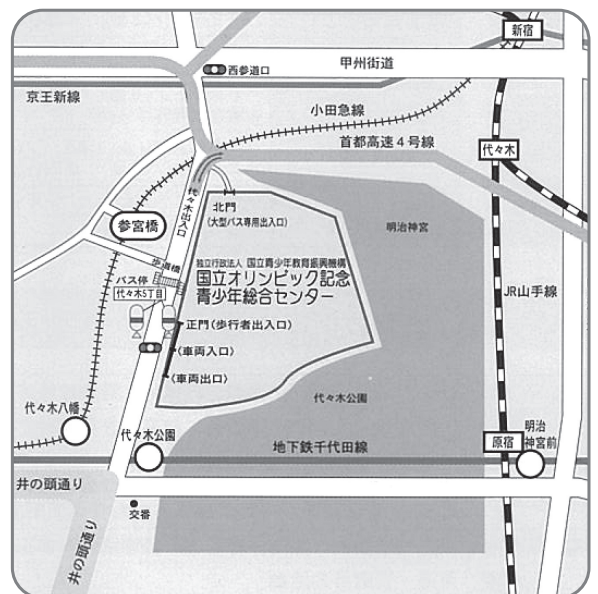 新宿
西参道口
甲州街道
京王新線
小田急線
首都高速4号線
代々木
代々木出入口
北門
(大型バス専用出入口)
明治神宮
参宮橋
歩道橋
バス停
代々木5丁目
独立行政法人 国立青少年教育振興機構
国立オリンピック記念
青少年総合センター
JR山手線
正門(歩行者出入口)
(車両入口)
(車両出口)
代々木公園
代々木八幡
代々木公園
地下鉄千代田線
原宿
明治
神宮前
井の頭通り
交番
井の頭通り